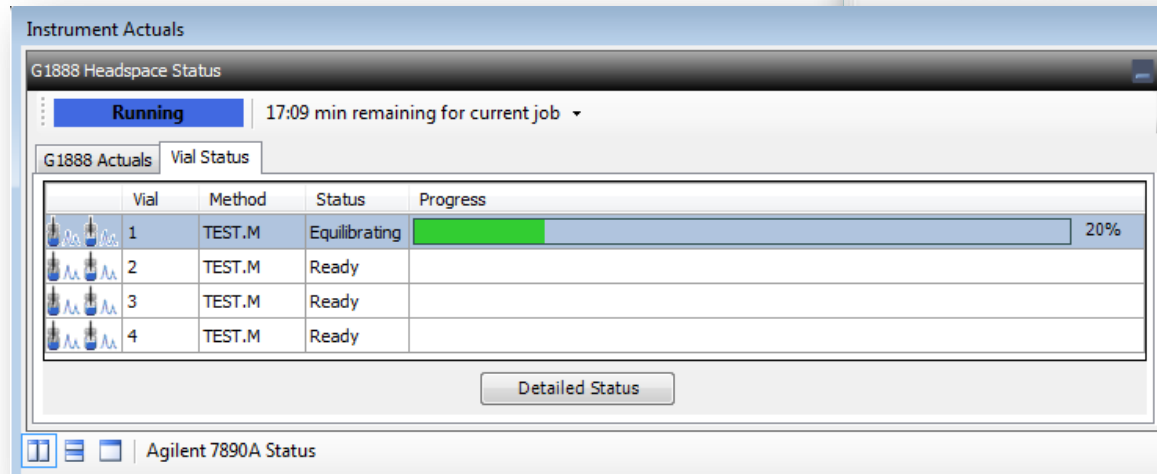 Instrument Actuals
G1888 Headspace Status
Running 17:09 min remaining for current job
G1888 Actuals Vial Status
Vial Method Status Progress
1 TEST.M Equilibrating 20%
2 TEST.M Ready
3 TEST.M Ready
4 TEST.M Ready
Detailed Status
Agilent 7890A Status